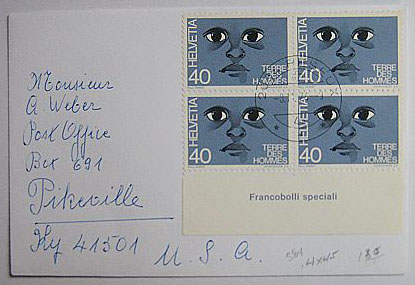 HELVETIA
40
TERRE
DES
HOMMES
HELVETIA
40
TERRE
DES
HOMMES
HELVETIA
40
TERRE
DES
HOMMES
HELVETIA
40
TERRE
DES
HOMMES
Francobolli speciali
Monsieur
A. Weber
Post Office
Box 691
Pikeville
Ky 41501
U. S. A.